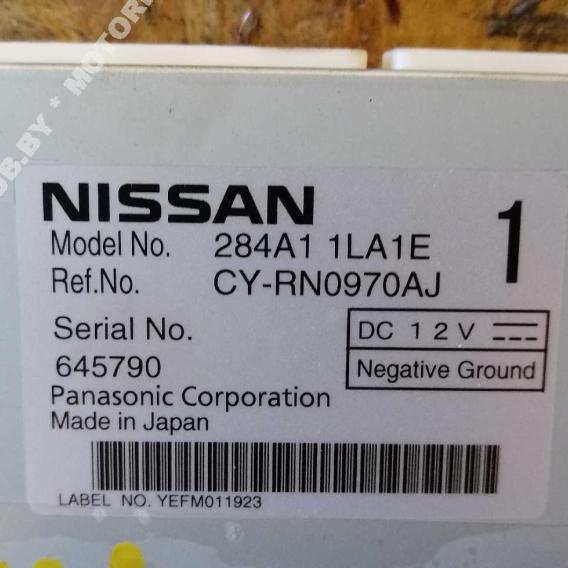 NISSAN
Model No. 284A1 1LA1E
Ref.No. CY-RN0970AJ
1
Serial No.
645790
DC 12V
Negative Ground
Panasonic Corporation
Made in Japan
LABEL NO. YEFM011923